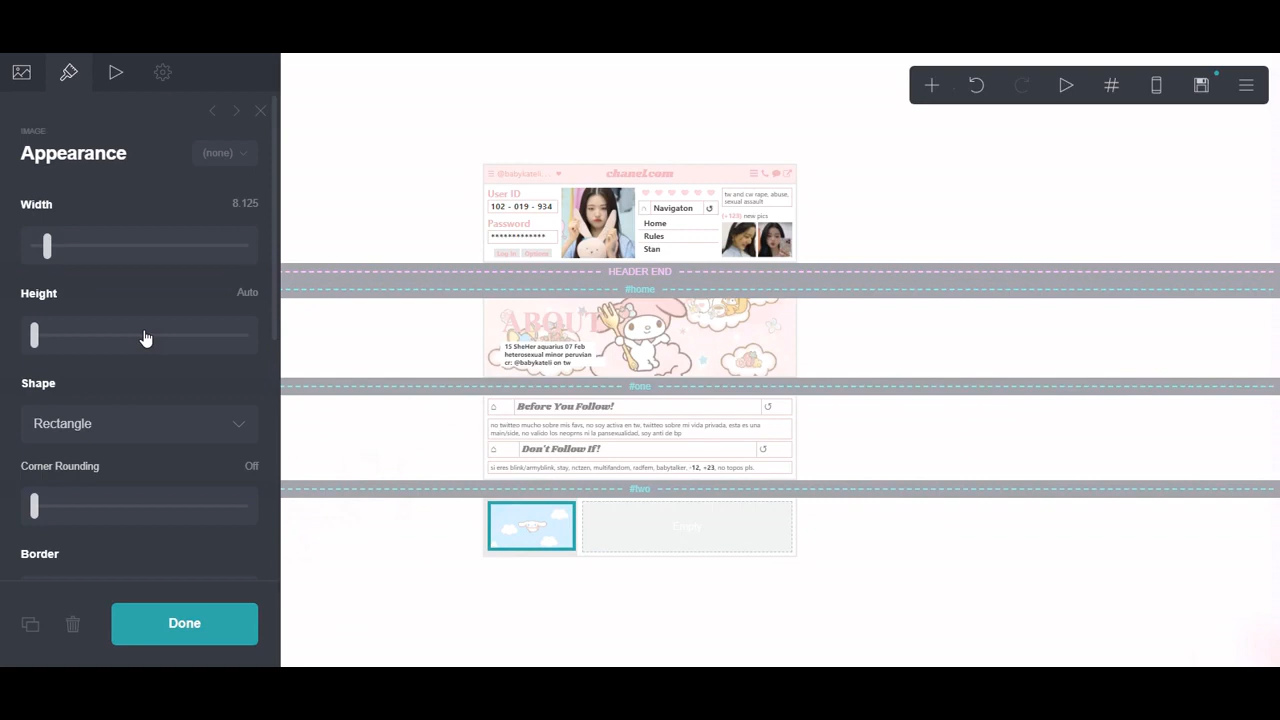 IMAGE
Appearance
(none)
Width
8.125
Height
Auto
Shape
Rectangle
Corner Rounding
Off
Border
Done
@babykateli...
chanel.com
User ID
102 - 019 - 934
Password
*************
Log In
Options
Navigaton
Home
Rules
Stan
tw and cw rape, abuse,
sexual assault
(+123) new pics
HEADER END
#home
ABOUT
15 SheHer aquarius 07 Feb
heterosexual minor peruvian
cr: @babykateli on tw
#one
Before You Follow!
no twitteo mucho sobre mis favs, no soy activa en tw, twitteo sobre mi vida privada, esta es una
main/side, no valido los neopms ni la pansexualidad, soy anti de bp
Don't Follow If!
si eres blink/armyblink, stay, nctzen, multifandom, radfem, babytalker, -12, +23, no topos pls.
#two
Empty